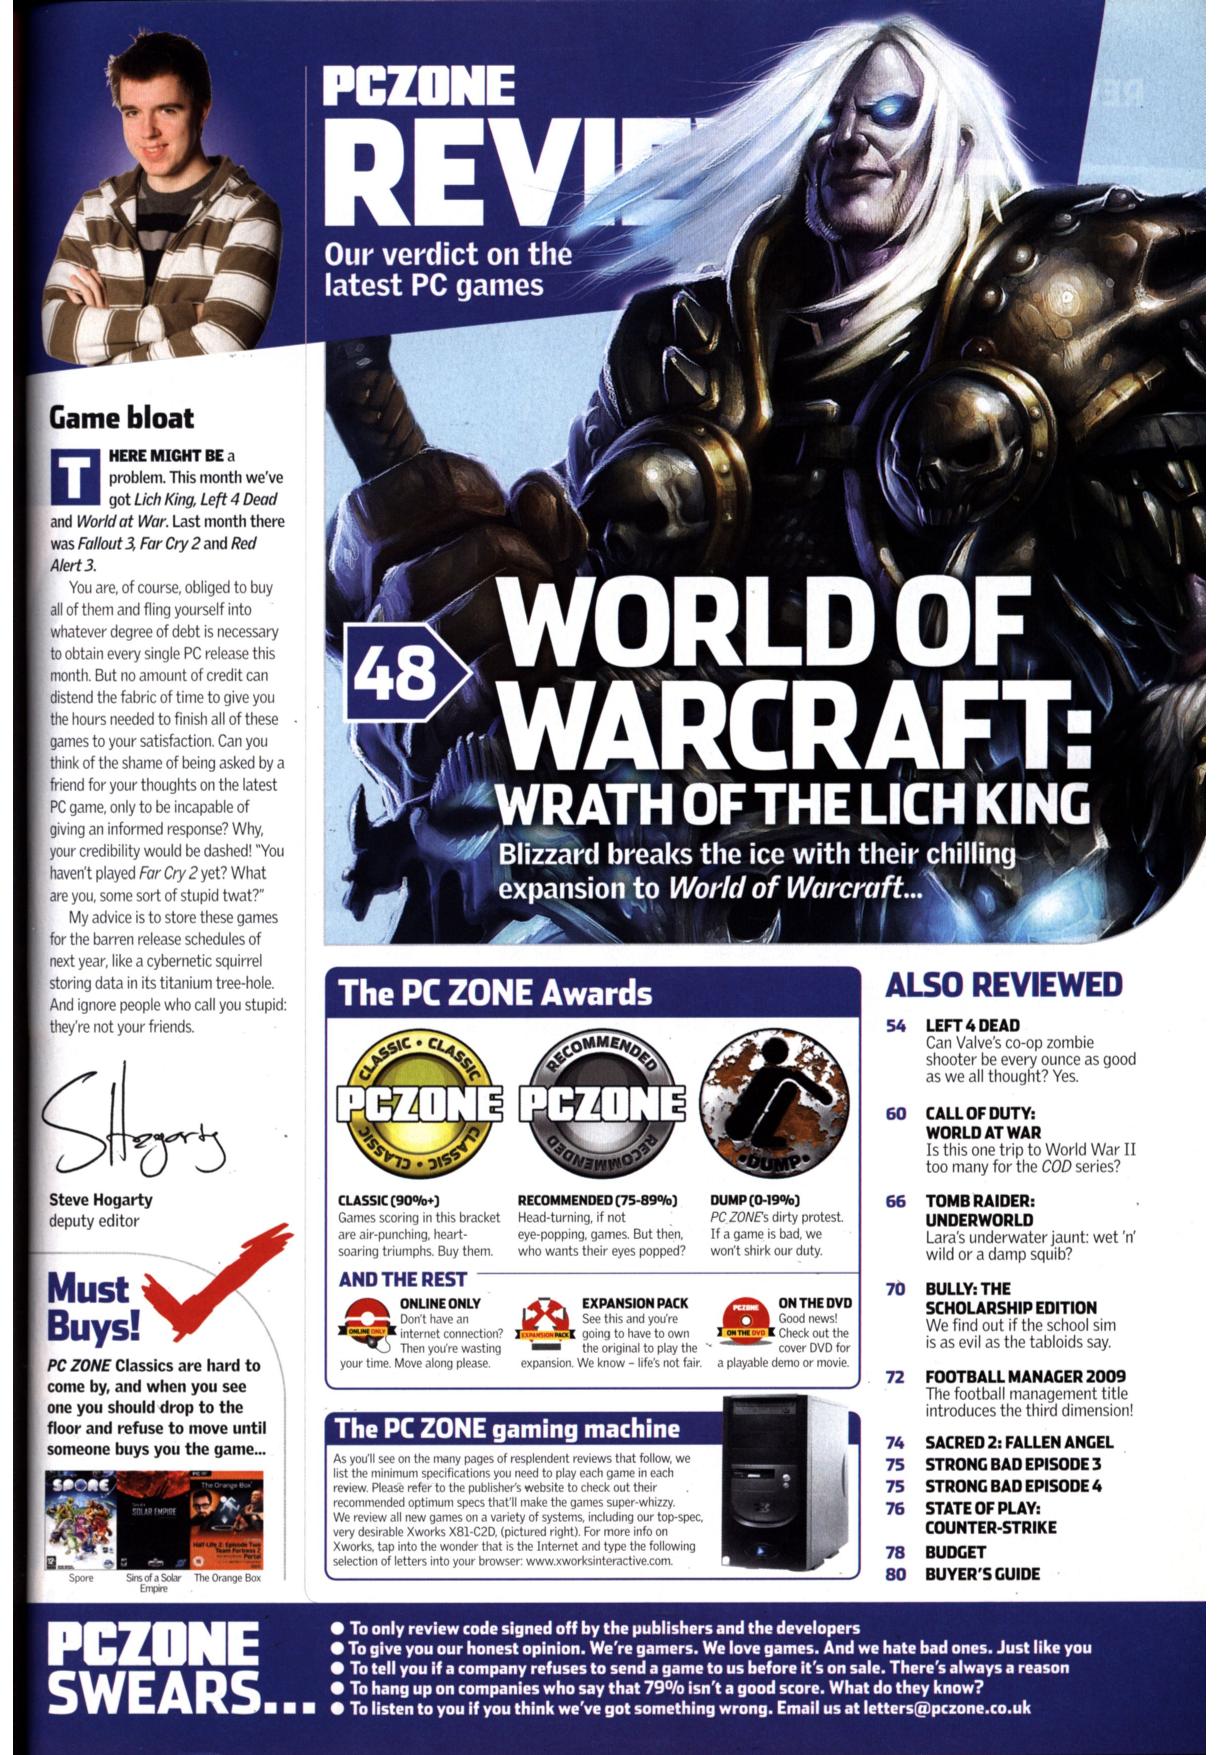 PCZONE
REVIE
Our verdict on the
latest PC games
Game bloat
THERE MIGHT BE a
problem. This month we've
got Lich King, Left 4 Dead
and World at War. Last month there
was Fallout 3, Far Cry 2 and Red
Alert 3.
You are, of course, obliged to buy
all of them and fling yourself into
whatever degree of debt is necessary
to obtain every single PC release this
month. But no amount of credit can
distend the fabric of time to give you
the hours needed to finish all of these
games to your satisfaction. Can you
think of the shame of being asked by a
friend for your thoughts on the latest
PC game, only to be incapable of
giving an informed response? Why,
your credibility would be dashed! "You
haven't played Far Cry 2 yet? What
are you, some sort of stupid twat?"
My advice is to store these games
for the barren release schedules of
next year, like a cybernetic squirrel
storing data in its titanium tree-hole.
And ignore people who call you stupid:
they're not your friends.
SHogarty
Steve Hogarty
deputy editor
Must
Buys!
PC ZONE Classics are hard to
come by, and when you see
one you should drop to the
floor and refuse to move until
someone buys you the game...
SPORE
SOLAR EMPIRE
The Orange Box
Half-Life 2: Episode Two
Team Fortress 2
Portal
Spore
Sins of a Solar
Empire
The Orange Box
48
WORLD OF
WARCRAFT:
WRATH OF THE LICH KING
Blizzard breaks the ice with their chilling
expansion to World of Warcraft...
The PC ZONE Awards
CLASSIC • CLASSIC
PCZONE
CLASSIC • CLASSIC
RECOMMENDED
PCZONE
RECOMMENDED
•DUMP•
CLASSIC (90%+)
Games scoring in this bracket
are air-punching, heart-
soaring triumphs. Buy them.
RECOMMENDED (75-89%)
Head-turning, if not
eye-popping, games. But then,
who wants their eyes popped?
DUMP (0-19%)
PC ZONE's dirty protest.
If a game is bad, we
won't shirk our duty.
AND THE REST
ONLINE ONLY
ONLINE ONLY
Don't have an
internet connection?
Then you're wasting
your time. Move along please.
EXPANSION PACK
EXPANSION PACK
See this and you're
going to have to own
the original to play the
expansion. We know – life's not fair.
PCZONE
ON THE DVD
ON THE DVD
Good news!
Check out the
cover DVD for
a playable demo or movie.
The PC ZONE gaming machine
As you'll see on the many pages of resplendent reviews that follow, we
list the minimum specifications you need to play each game in each
review. Please refer to the publisher's website to check out their
recommended optimum specs that'll make the games super-whizzy.
We review all new games on a variety of systems, including our top-spec,
very desirable Xworks X81-C2D, (pictured right). For more info on
Xworks, tap into the wonder that is the Internet and type the following
selection of letters into your browser: www.xworksinteractive.com.
ALSO REVIEWED
54 LEFT 4 DEAD
Can Valve's co-op zombie
shooter be every ounce as good
as we all thought? Yes.
60 CALL OF DUTY:
WORLD AT WAR
Is this one trip to World War II
too many for the COD series?
66 TOMB RAIDER:
UNDERWORLD
Lara's underwater jaunt: wet 'n'
wild or a damp squib?
70 BULLY: THE
SCHOLARSHIP EDITION
We find out if the school sim
is as evil as the tabloids say.
72 FOOTBALL MANAGER 2009
The football management title
introduces the third dimension!
74 SACRED 2: FALLEN ANGEL
75 STRONG BAD EPISODE 3
75 STRONG BAD EPISODE 4
76 STATE OF PLAY:
COUNTER-STRIKE
78 BUDGET
80 BUYER'S GUIDE
PCZONE
SWEARS...
● To only review code signed off by the publishers and the developers
● To give you our honest opinion. We're gamers. We love games. And we hate bad ones. Just like you
● To tell you if a company refuses to send a game to us before it's on sale. There's always a reason
● To hang up on companies who say that 79% isn't a good score. What do they know?
● To listen to you if you think we've got something wrong. Email us at letters@pczone.co.uk